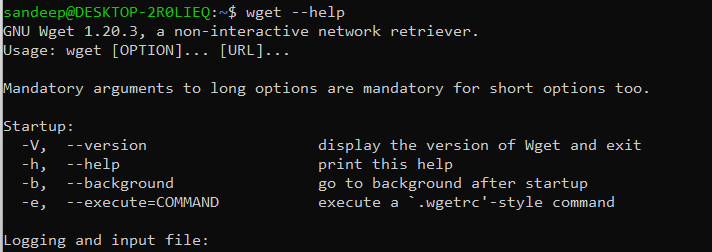 sandeep@DESKTOP-2R0LIEQ:~$ wget --help
GNU Wget 1.20.3, a non-interactive network retriever.
Usage: wget [OPTION]... [URL]...
Mandatory arguments to long options are mandatory for short options too.
Startup:
  -V,  --version                   display the version of Wget and exit
  -h,  --help                      print this help
  -b,  --background                go to background after startup
  -e,  --execute=COMMAND           execute a `.wgetrc'-style command
Logging and input file: